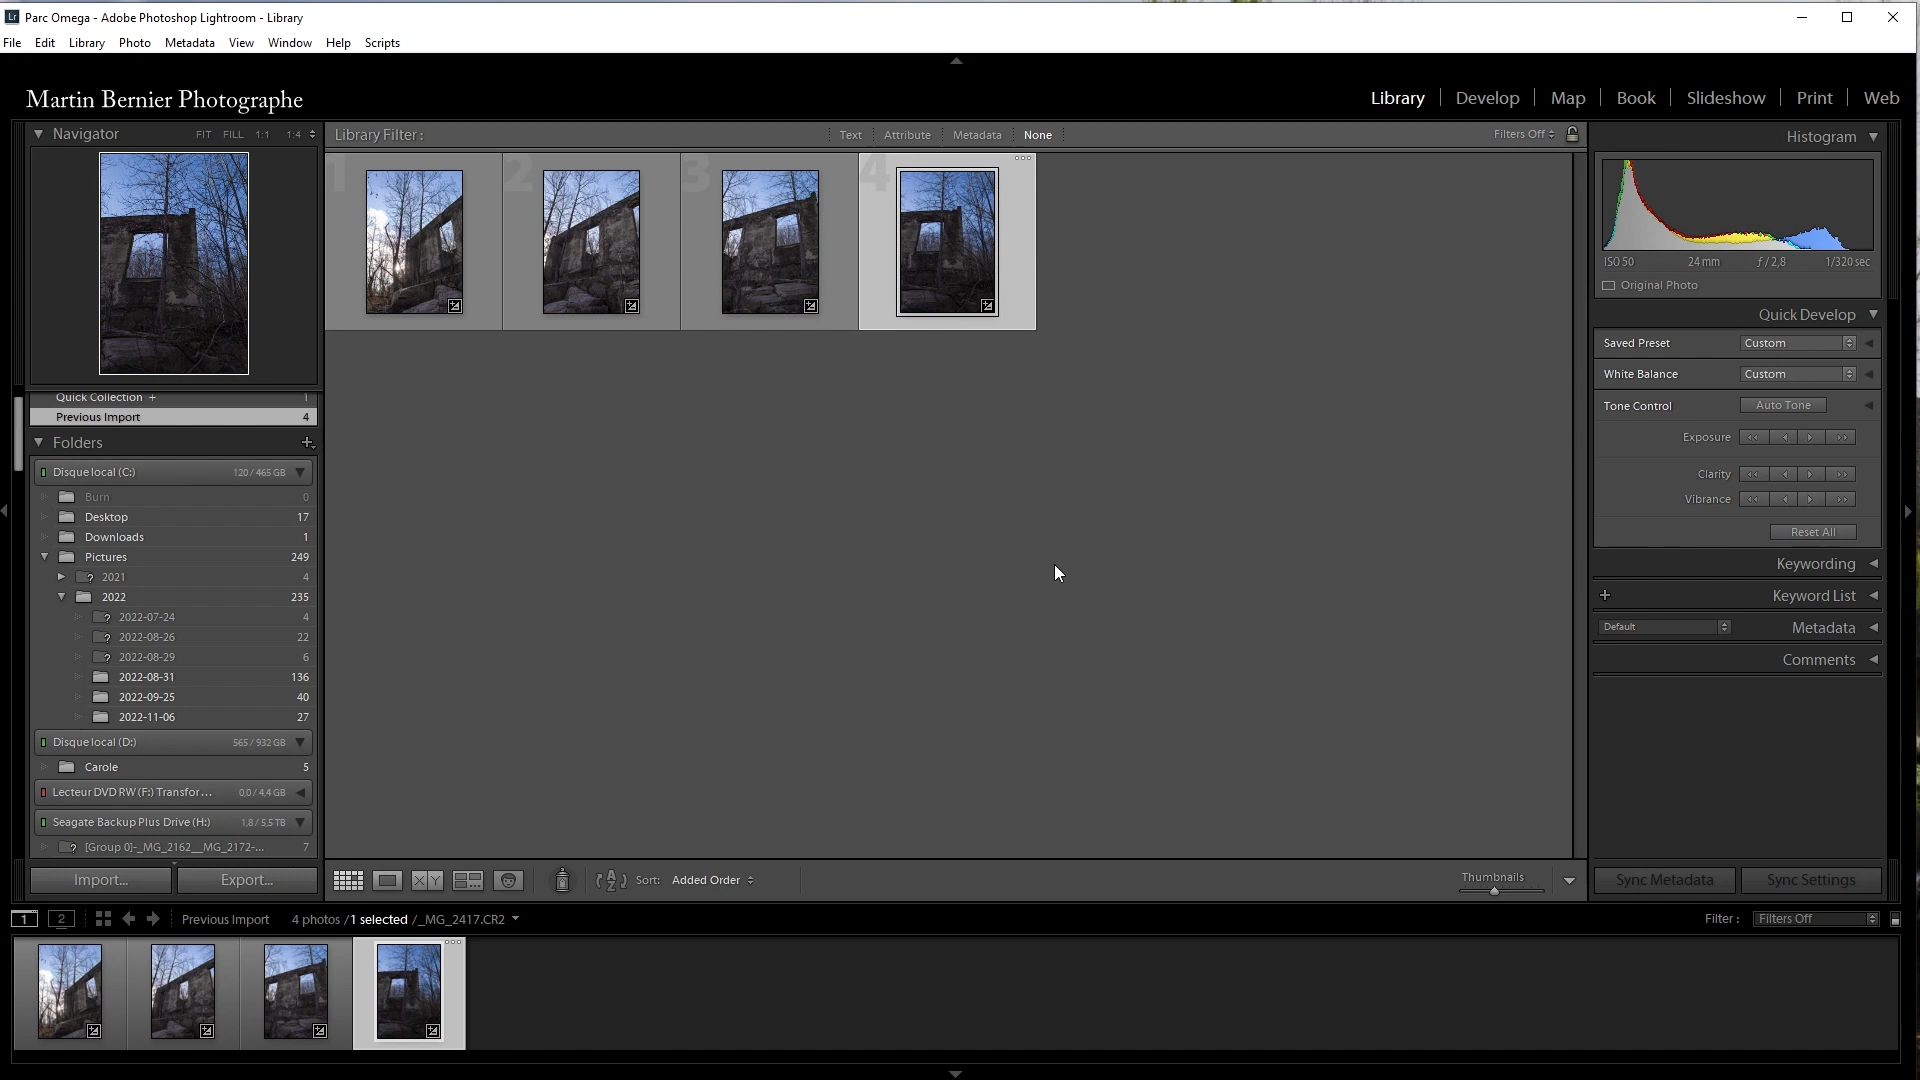 Lr Parc Omega - Adobe Photoshop Lightroom - Library
File Edit Library Photo Metadata View Window Help Scripts
Martin Bernier Photographe
Library Develop Map Book Slideshow Print Web
Navigator FIT FILL 1:1 1:4
Library Filter : Text Attribute Metadata None Filters Off
Histogram
1 2 3 4
ISO 50 24 mm ƒ / 2,8 1/320 sec
Original Photo
Quick Develop
Saved Preset Custom
White Balance Custom
Tone Control Auto Tone
Exposure
Clarity
Vibrance
Reset All
Keywording
Keyword List
Default Metadata
Comments
Quick Collection + 1
Previous Import 4
Folders
Disque local (C:) 120 / 465 GB
Burn 0
Desktop 17
Downloads 1
Pictures 249
2021 4
2022 235
2022-07-24 4
2022-08-26 22
2022-08-29 6
2022-08-31 136
2022-09-25 40
2022-11-06 27
Disque local (D:) 565 / 932 GB
Carole 5
Lecteur DVD RW (F:) Transfor... 0,0 / 4,4 GB
Seagate Backup Plus Drive (H:) 1,8 / 5,5 TB
[Group 0]-_MG_2162__MG_2172-... 7
Import... Export...
X Y
A Z Sort: Added Order
Thumbnails
Sync Metadata Sync Settings
1 2 Previous Import 4 photos / 1 selected / _MG_2417.CR2
Filter : Filters Off